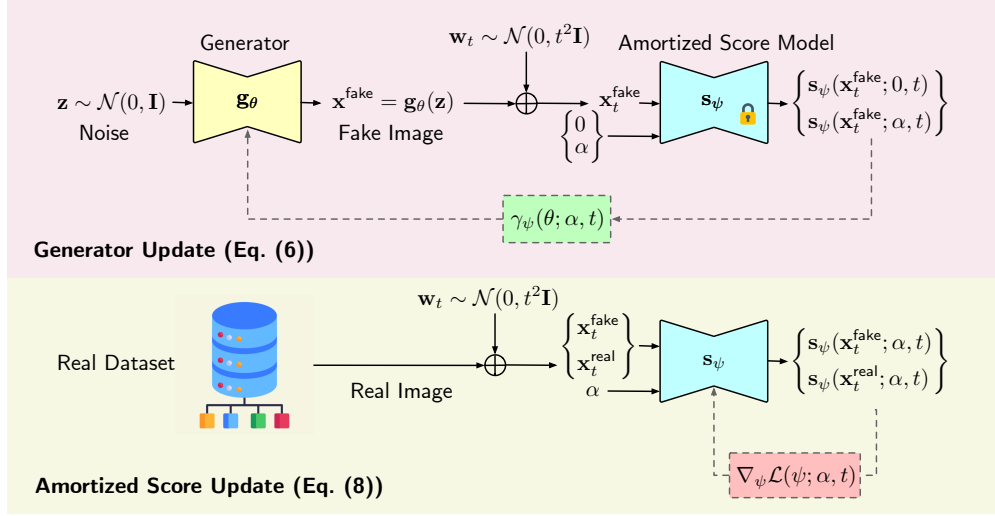 Generator
w_t ∼ N(0, t²I)
Amortized Score Model
z ∼ N(0, I)
Noise
g_θ
x^fake = g_θ(z)
Fake Image
x_t^fake
{0
α}
s_ψ
{s_ψ(x_t^fake; 0, t)
s_ψ(x_t^fake; α, t)}
γ_ψ(θ; α, t)
Generator Update (Eq. (6))
w_t ∼ N(0, t²I)
Real Dataset
Real Image
{x_t^fake
x_t^real}
α
s_ψ
{s_ψ(x_t^fake; α, t)
s_ψ(x_t^real; α, t)}
∇_ψ L(ψ; α, t)
Amortized Score Update (Eq. (8))